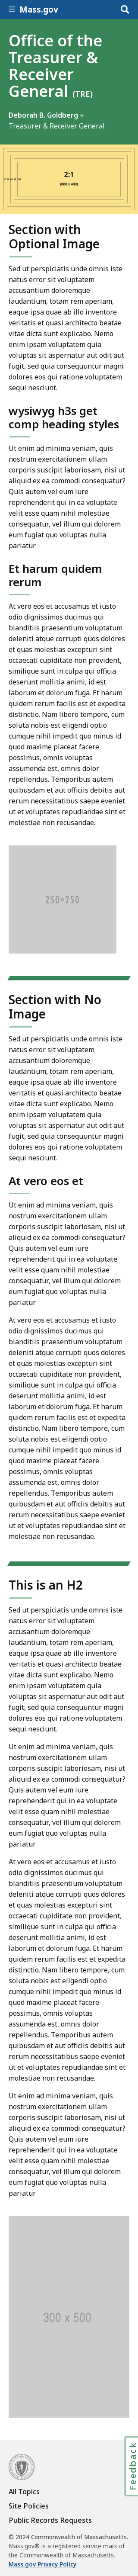 Mass.gov
Office of the
Treasurer &
Receiver
General (TRE)
Deborah B. Goldberg
Treasurer & Receiver General
2:1
(800 x 400)
Section with
Optional Image
Sed ut perspiciatis unde omnis iste
natus error sit voluptatem
accusantium doloremque
laudantium, totam rem aperiam,
eaque ipsa quae ab illo inventore
veritatis et quasi architecto beatae
vitae dicta sunt explicabo. Nemo
enim ipsam voluptatem quia
voluptas sit aspernatur aut odit aut
fugit, sed quia consequuntur magni
dolores eos qui ratione voluptatem
sequi nesciunt.
wysiwyg h3s get
comp heading styles
Ut enim ad minima veniam, quis
nostrum exercitationem ullam
corporis suscipit laboriosam, nisi ut
aliquid ex ea commodi consequatur?
Quis autem vel eum iure
reprehenderit qui in ea voluptate
velit esse quam nihil molestiae
consequatur, vel illum qui dolorem
eum fugiat quo voluptas nulla
pariatur
Et harum quidem
rerum
At vero eos et accusamus et iusto
odio dignissimos ducimus qui
blanditiis praesentium voluptatum
deleniti atque corrupti quos dolores
et quas molestias excepturi sint
occaecati cupiditate non provident,
similique sunt in culpa qui officia
deserunt mollitia animi, id est
laborum et dolorum fuga. Et harum
quidem rerum facilis est et expedita
distinctio. Nam libero tempore, cum
soluta nobis est eligendi optio
cumque nihil impedit quo minus id
quod maxime placeat facere
possimus, omnis voluptas
assumenda est, omnis dolor
repellendus. Temporibus autem
quibusdam et aut officiis debitis aut
rerum necessitatibus saepe eveniet
ut et voluptates repudiandae sint et
molestiae non recusandae.
250×250
Section with No
Image
Sed ut perspiciatis unde omnis iste
natus error sit voluptatem
accusantium doloremque
laudantium, totam rem aperiam,
eaque ipsa quae ab illo inventore
veritatis et quasi architecto beatae
vitae dicta sunt explicabo. Nemo
enim ipsam voluptatem quia
voluptas sit aspernatur aut odit aut
fugit, sed quia consequuntur magni
dolores eos qui ratione voluptatem
sequi nesciunt.
At vero eos et
Ut enim ad minima veniam, quis
nostrum exercitationem ullam
corporis suscipit laboriosam, nisi ut
aliquid ex ea commodi consequatur?
Quis autem vel eum iure
reprehenderit qui in ea voluptate
velit esse quam nihil molestiae
consequatur, vel illum qui dolorem
eum fugiat quo voluptas nulla
pariatur
At vero eos et accusamus et iusto
odio dignissimos ducimus qui
blanditiis praesentium voluptatum
deleniti atque corrupti quos dolores
et quas molestias excepturi sint
occaecati cupiditate non provident,
similique sunt in culpa qui officia
deserunt mollitia animi, id est
laborum et dolorum fuga. Et harum
quidem rerum facilis est et expedita
distinctio. Nam libero tempore, cum
soluta nobis est eligendi optio
cumque nihil impedit quo minus id
quod maxime placeat facere
possimus, omnis voluptas
assumenda est, omnis dolor
repellendus. Temporibus autem
quibusdam et aut officiis debitis aut
rerum necessitatibus saepe eveniet
ut et voluptates repudiandae sint et
molestiae non recusandae.
This is an H2
Sed ut perspiciatis unde omnis iste
natus error sit voluptatem
accusantium doloremque
laudantium, totam rem aperiam,
eaque ipsa quae ab illo inventore
veritatis et quasi architecto beatae
vitae dicta sunt explicabo. Nemo
enim ipsam voluptatem quia
voluptas sit aspernatur aut odit aut
fugit, sed quia consequuntur magni
dolores eos qui ratione voluptatem
sequi nesciunt.
Ut enim ad minima veniam, quis
nostrum exercitationem ullam
corporis suscipit laboriosam, nisi ut
aliquid ex ea commodi consequatur?
Quis autem vel eum iure
reprehenderit qui in ea voluptate
velit esse quam nihil molestiae
consequatur, vel illum qui dolorem
eum fugiat quo voluptas nulla
pariatur
At vero eos et accusamus et iusto
odio dignissimos ducimus qui
blanditiis praesentium voluptatum
deleniti atque corrupti quos dolores
et quas molestias excepturi sint
occaecati cupiditate non provident,
similique sunt in culpa qui officia
deserunt mollitia animi, id est
laborum et dolorum fuga. Et harum
quidem rerum facilis est et expedita
distinctio. Nam libero tempore, cum
soluta nobis est eligendi optio
cumque nihil impedit quo minus id
quod maxime placeat facere
possimus, omnis voluptas
assumenda est, omnis dolor
repellendus. Temporibus autem
quibusdam et aut officiis debitis aut
rerum necessitatibus saepe eveniet
ut et voluptates repudiandae sint et
molestiae non recusandae.
Ut enim ad minima veniam, quis
nostrum exercitationem ullam
corporis suscipit laboriosam, nisi ut
aliquid ex ea commodi consequatur?
Quis autem vel eum iure
reprehenderit qui in ea voluptate
velit esse quam nihil molestiae
consequatur, vel illum qui dolorem
eum fugiat quo voluptas nulla
pariatur
300 x 500
Feedback
All Topics
Site Policies
Public Records Requests
© 2024 Commonwealth of Massachusetts.
Mass.gov® is a registered service mark of
the Commonwealth of Massachusetts.
Mass.gov Privacy Policy